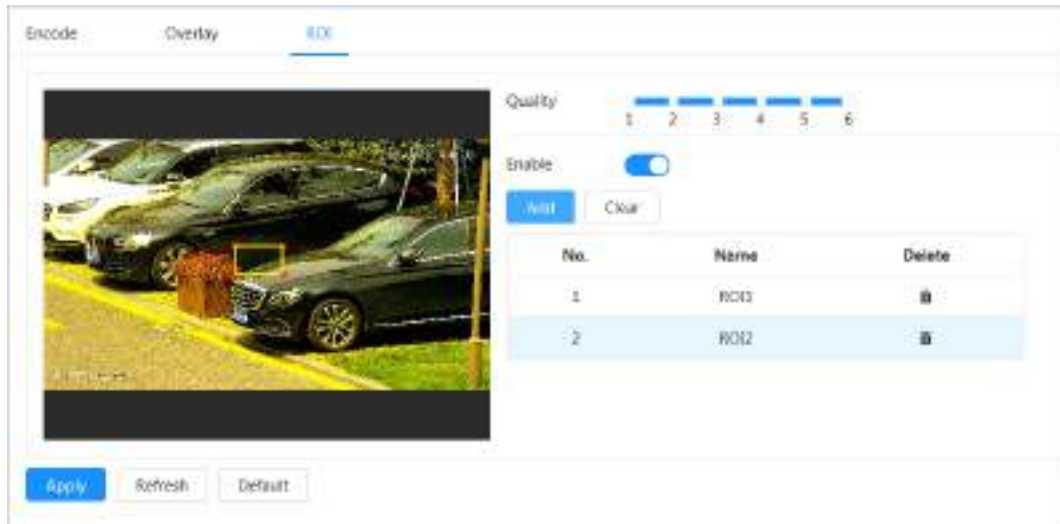 Encode Overlay ROI
Quality
1 2 3 4 5 6
Enable
Add Clear
No. Name Delete
1 ROI1
2 ROI2
Apply Refresh Default